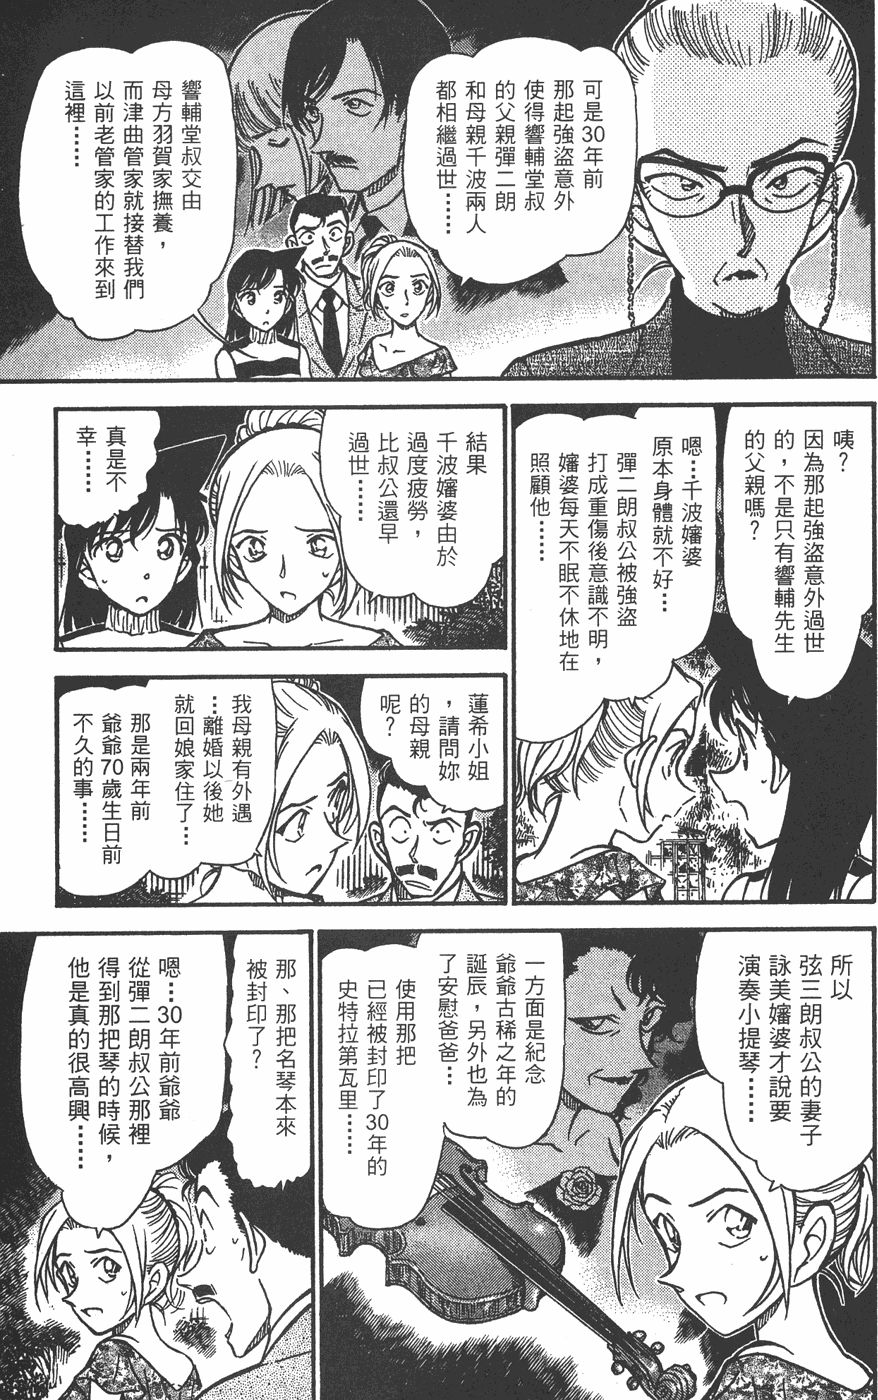 可是30年前
那起強盜意外
使得響輔堂叔
的父親彈二朗
和母親千波兩人
都相繼過世……
響輔堂叔交由
母方羽賀家撫養，
而津曲管家就接替我們
以前老管家的工作來到
這裡……
咦？
因為那起強盜意外過世
的，不是只有響輔先生
的父親嗎？
嗯…千波嬸婆
原本身體就不好…
彈二朗叔公被強盜
打成重傷後意識不明，
嬸婆每天不眠不休地在
照顧他……
結果
千波嬸婆由於
過度疲勞，
比叔公還早
過世……
真是不
幸……
蓮希小姐
，請問妳
的母親
呢？
我母親有外遇
…離婚以後她
就回娘家住了…
那是兩年前
爺爺70歲生日前
不久的事……
所以
弦三朗叔公的妻子
詠美嬸婆才說要
演奏小提琴……
一方面是紀念
爺爺古稀之年的
誕辰，另外也為
了安慰爸爸…
使用那把
已經被封印了30年的
史特拉第瓦里……
那、那把名琴本來
被封印了？
嗯…30年前爺爺
從彈二朗叔公那裡
得到那把琴的時候，
他是真的很高興……